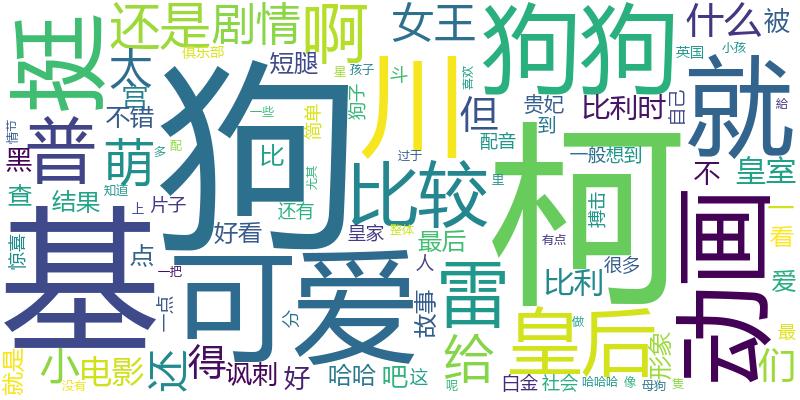 挺
还是
剧情
啊
女王
狗狗
什么
被
俱乐部
星
孩子
斗
喜欢
英国
小孩
太
宫
短腿
狗
川
但
贵妃
到
比利时
自己
給
就
情节
不错
一些
简单
狗子
普
萌
黑
多
配
比
尤其
过于
配音
一般想到
不
皇室
查
结果
知道
上
片子
还有
比较
里
柯
搏击
动画
一
看
惊喜
基
点
好看
可爱
皇家
整体
最后
人
雷
有点
比利
很多
爱
一把
一点
分
故事
皇后
做
形象
最
们
就是
小
电影
没有
还
得
讽刺
好
哈哈
吧
这
给
呢
白金
社会
哈哈哈
像
母狗
隻